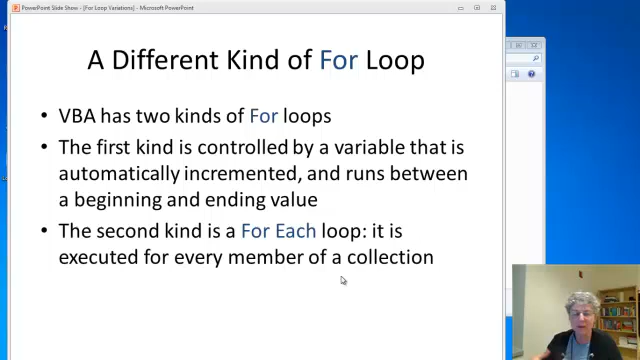 PowerPoint Slide Show - [For Loop Variations] - Microsoft PowerPoint
A Different Kind of For Loop
• VBA has two kinds of For loops
• The first kind is controlled by a variable that is
automatically incremented, and runs between
a beginning and ending value
• The second kind is a For Each loop: it is
executed for every member of a collection